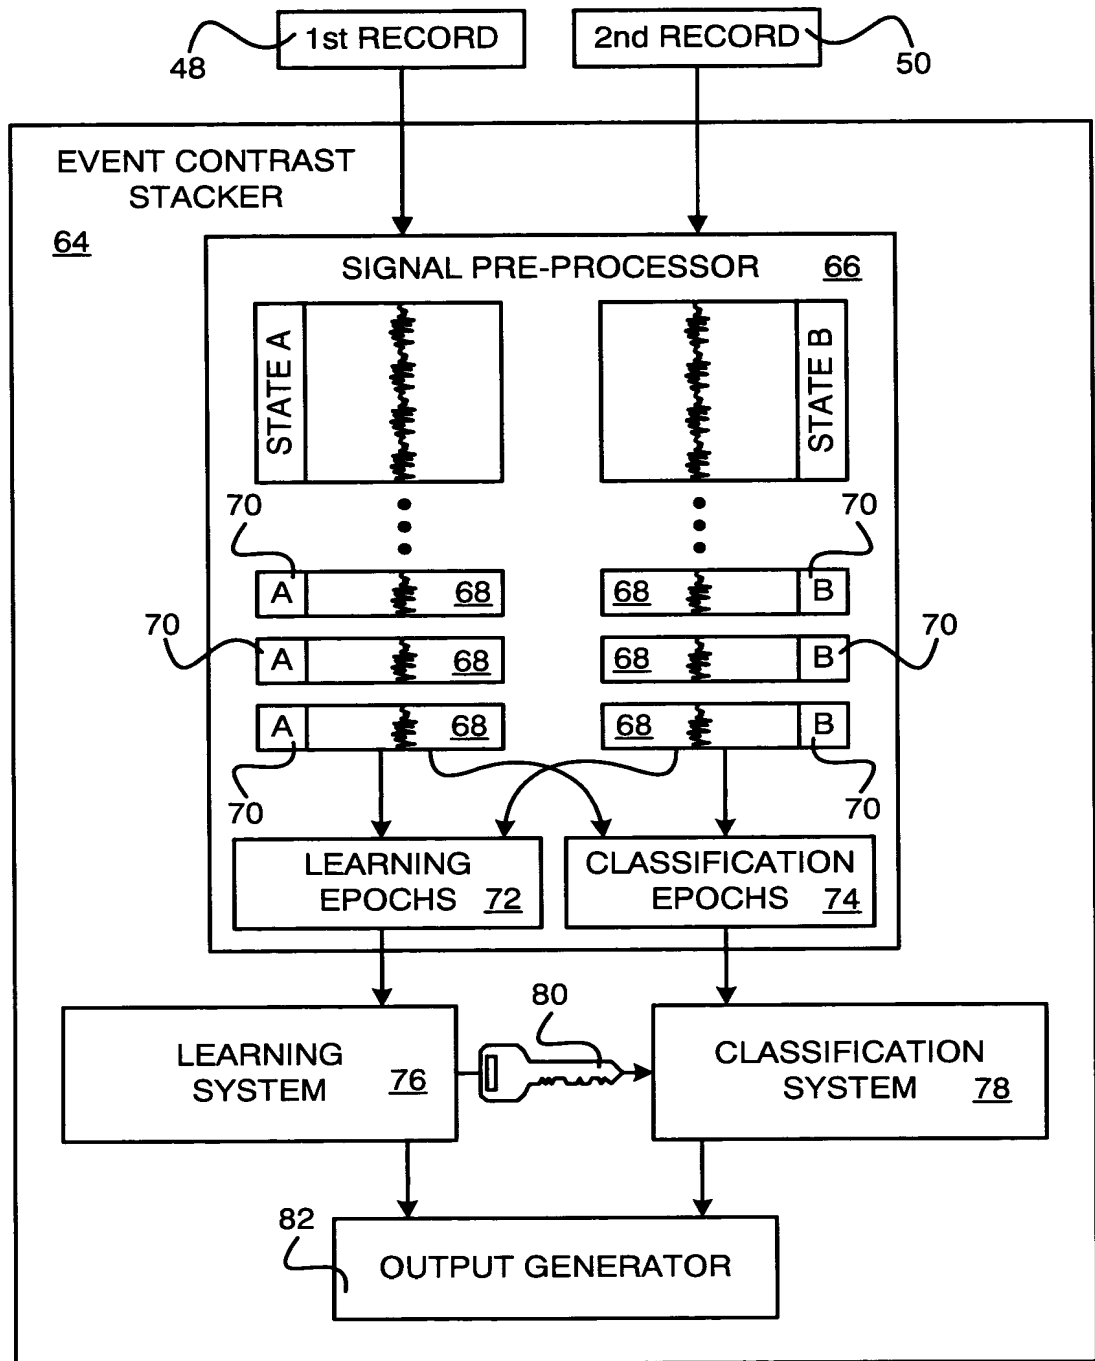 1st RECORD
2nd RECORD
48
50
EVENT CONTRAST
STACKER
64
SIGNAL PRE-PROCESSOR 66
STATE A
STATE B
70
70
A 68
68 B
70
70
A 68
68 B
A 68
68 B
70
70
LEARNING
EPOCHS 72
CLASSIFICATION
EPOCHS 74
80
LEARNING
SYSTEM 76
CLASSIFICATION
SYSTEM 78
82
OUTPUT GENERATOR